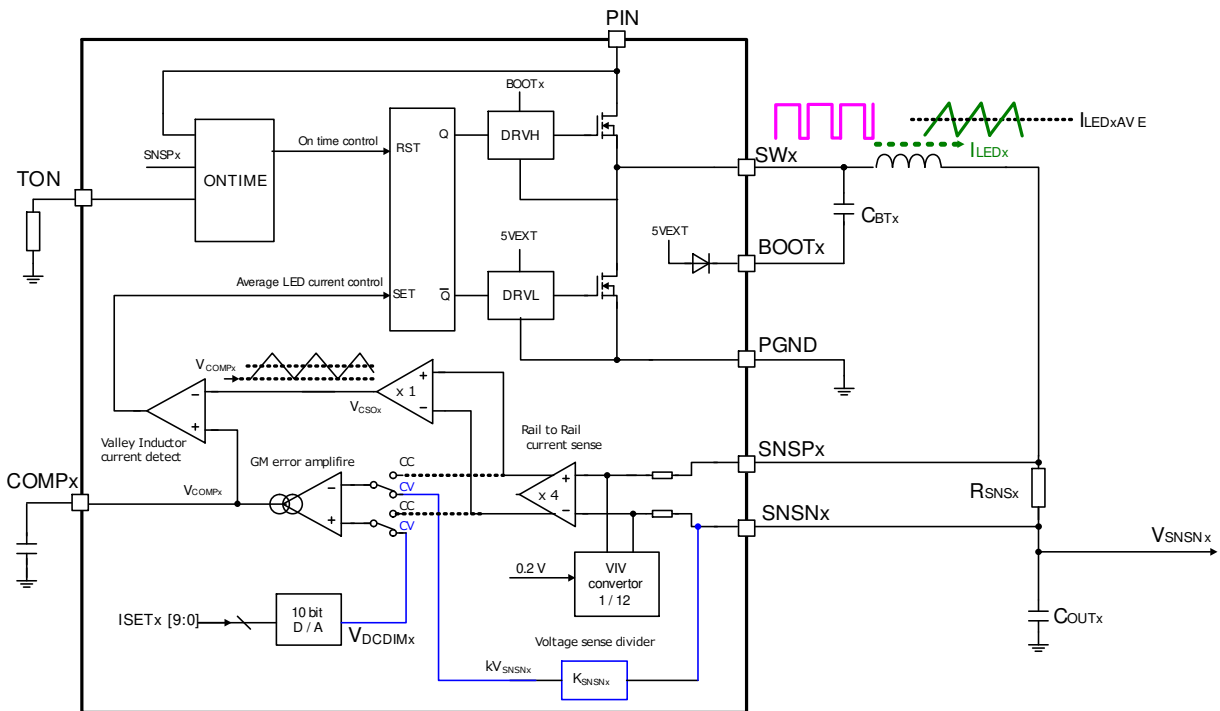 PIN
BOOTx
DRVH
Q
RST
On time control
SNSPx
ONTIME
TON
ILEDxAVE
ILEDx
SWx
CBTx
5VEXT
BOOTx
5VEXT
DRVL
Q
SET
Average LED current control
PGND
VCOMPx
x 1
+
−
VCSOx
−
+
Valley Inductor
current detect
Rail to Rail
current sense
SNSPx
RSNSx
GM error amplifire
CC
CV
CC
CV
x 4
+
−
−
+
COMPx
VCOMPx
SNSNx
VSNSNx
0.2 V
VIV
convertor
1 / 12
ISETx [9:0]
10 bit
D / A
VDCDIMx
COUTx
Voltage sense divider
kVSNSNx
KSNSNx